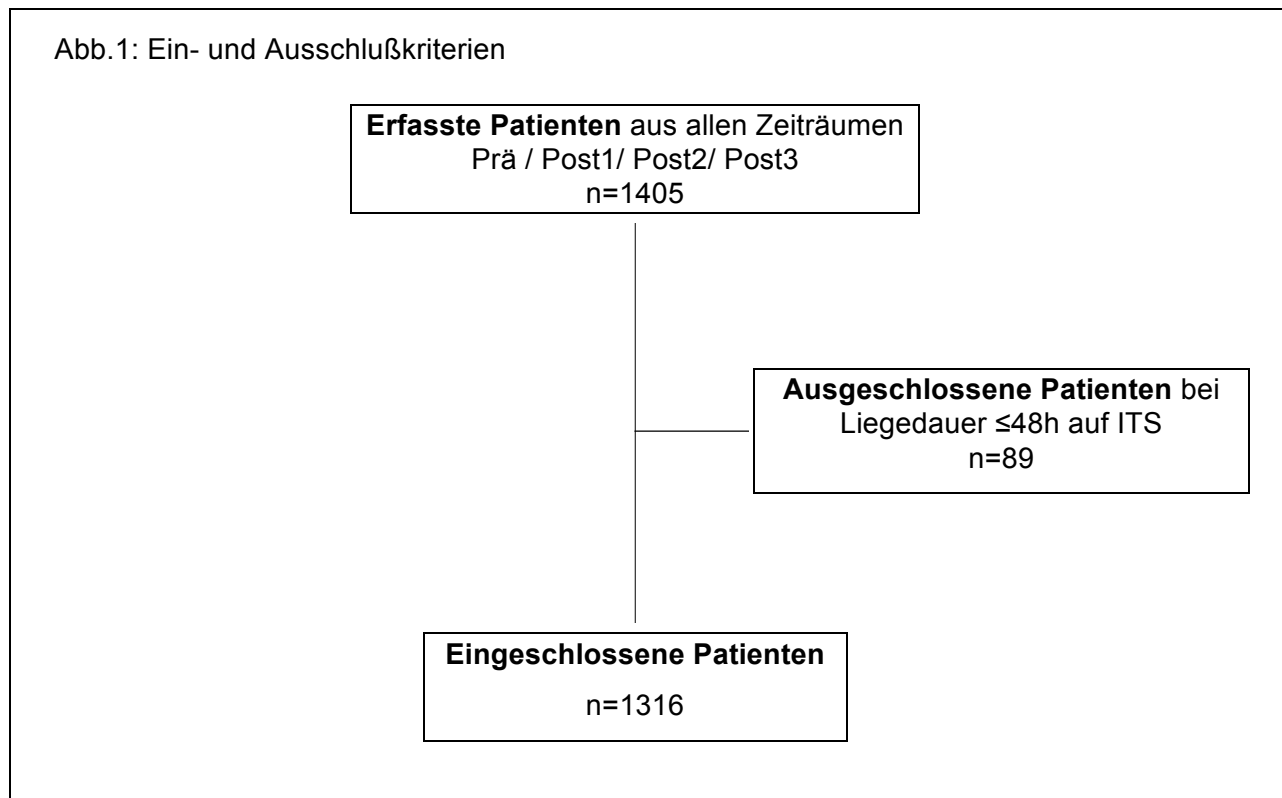 Abb.1: Ein- und Ausschlußkriterien
Erfasste Patienten aus allen Zeiträumen
Prä / Post1/ Post2/ Post3
n=1405
Ausgeschlossene Patienten bei
Liegedauer ≤48h auf ITS
n=89
Eingeschlossene Patienten
n=1316